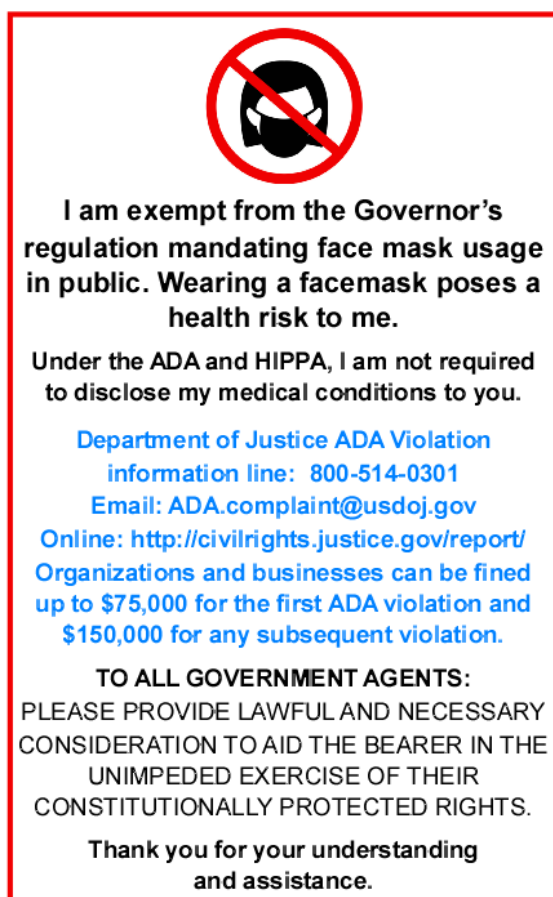 I am exempt from the Governor's
regulation mandating face mask usage
in public. Wearing a facemask poses a
health risk to me.
Under the ADA and HIPPA, I am not required
to disclose my medical conditions to you.
Department of Justice ADA Violation
information line:  800-514-0301
Email: ADA.complaint@usdoj.gov
Online: http://civilrights.justice.gov/report/
Organizations and businesses can be fined
up to $75,000 for the first ADA violation and
$150,000 for any subsequent violation.
TO ALL GOVERNMENT AGENTS:
PLEASE PROVIDE LAWFUL AND NECESSARY
CONSIDERATION TO AID THE BEARER IN THE
UNIMPEDED EXERCISE OF THEIR
CONSTITUTIONALLY PROTECTED RIGHTS.
Thank you for your understanding
and assistance.